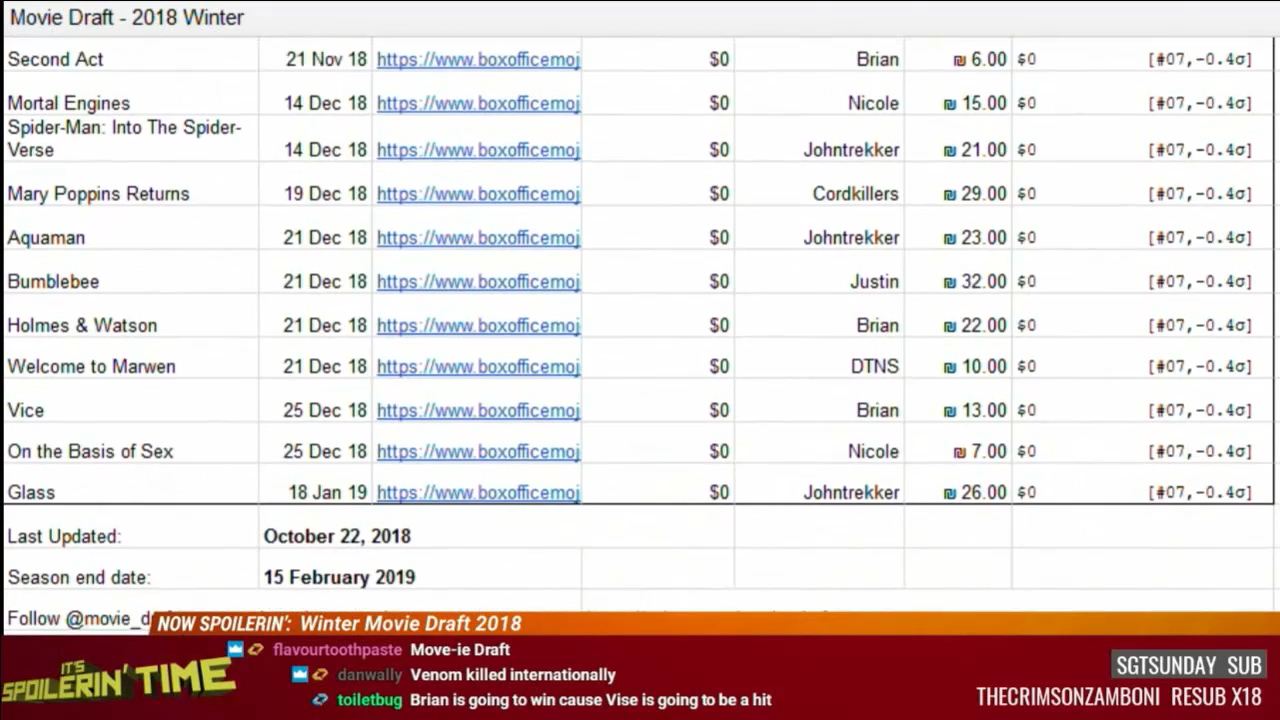 Movie Draft - 2018 Winter
Second Act 21 Nov 18 https://www.boxofficemoj $0 Brian ₪ 6.00 $0 [#07,-0.4σ]
Mortal Engines 14 Dec 18 https://www.boxofficemoj $0 Nicole ₪ 15.00 $0 [#07,-0.4σ]
Spider-Man: Into The Spider-
Verse 14 Dec 18 https://www.boxofficemoj $0 Johntrekker ₪ 21.00 $0 [#07,-0.4σ]
Mary Poppins Returns 19 Dec 18 https://www.boxofficemoj $0 Cordkillers ₪ 29.00 $0 [#07,-0.4σ]
Aquaman 21 Dec 18 https://www.boxofficemoj $0 Johntrekker ₪ 23.00 $0 [#07,-0.4σ]
Bumblebee 21 Dec 18 https://www.boxofficemoj $0 Justin ₪ 32.00 $0 [#07,-0.4σ]
Holmes & Watson 21 Dec 18 https://www.boxofficemoj $0 Brian ₪ 22.00 $0 [#07,-0.4σ]
Welcome to Marwen 21 Dec 18 https://www.boxofficemoj $0 DTNS ₪ 10.00 $0 [#07,-0.4σ]
Vice 25 Dec 18 https://www.boxofficemoj $0 Brian ₪ 13.00 $0 [#07,-0.4σ]
On the Basis of Sex 25 Dec 18 https://www.boxofficemoj $0 Nicole ₪ 7.00 $0 [#07,-0.4σ]
Glass 18 Jan 19 https://www.boxofficemoj $0 Johntrekker ₪ 26.00 $0 [#07,-0.4σ]
Last Updated: October 22, 2018
Season end date: 15 February 2019
Follow @movie_d
NOW SPOILERIN': Winter Movie Draft 2018
IT'S
SPOILERIN' TIME
flavourtoothpaste Move-ie Draft
danwally Venom killed internationally
toiletbug Brian is going to win cause Vise is going to be a hit
SGTSUNDAY SUB
THECRIMSONZAMBONI RESUB X18